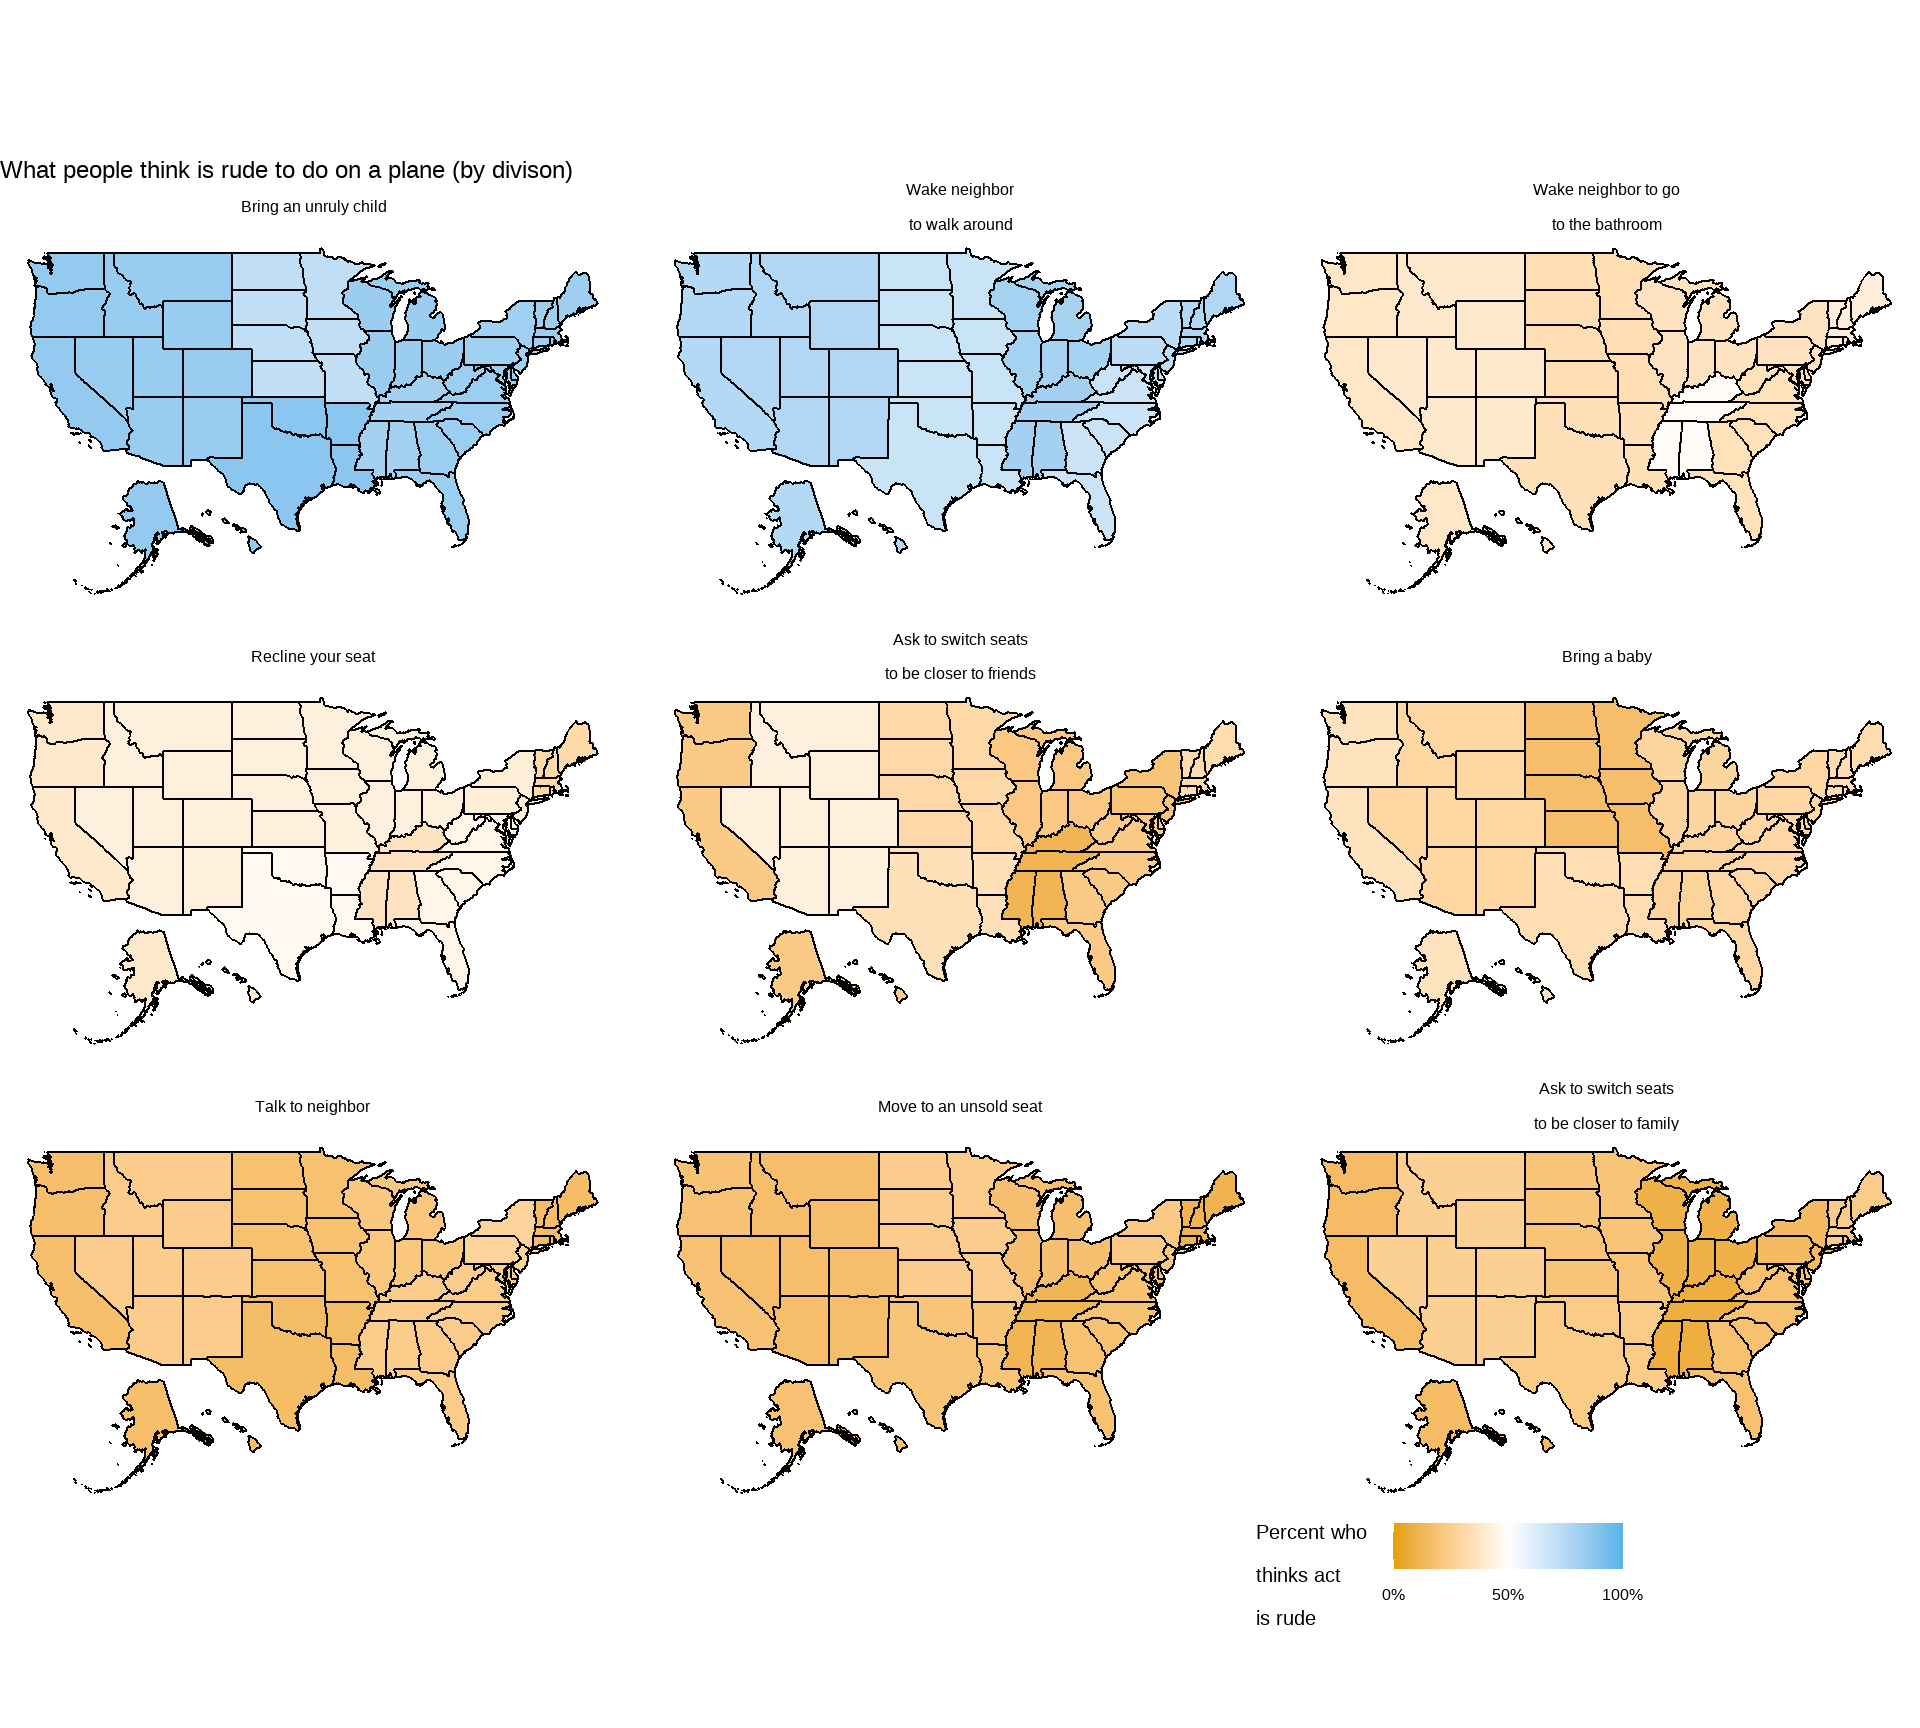 What people think is rude to do on a plane (by divison)
Bring an unruly child
Wake neighbor
to walk around
Wake neighbor to go
to the bathroom
Recline your seat
Ask to switch seats
to be closer to friends
Bring a baby
Talk to neighbor
Move to an unsold seat
Ask to switch seats
to be closer to family
Percent who
thinks act
is rude
0%
50%
100%